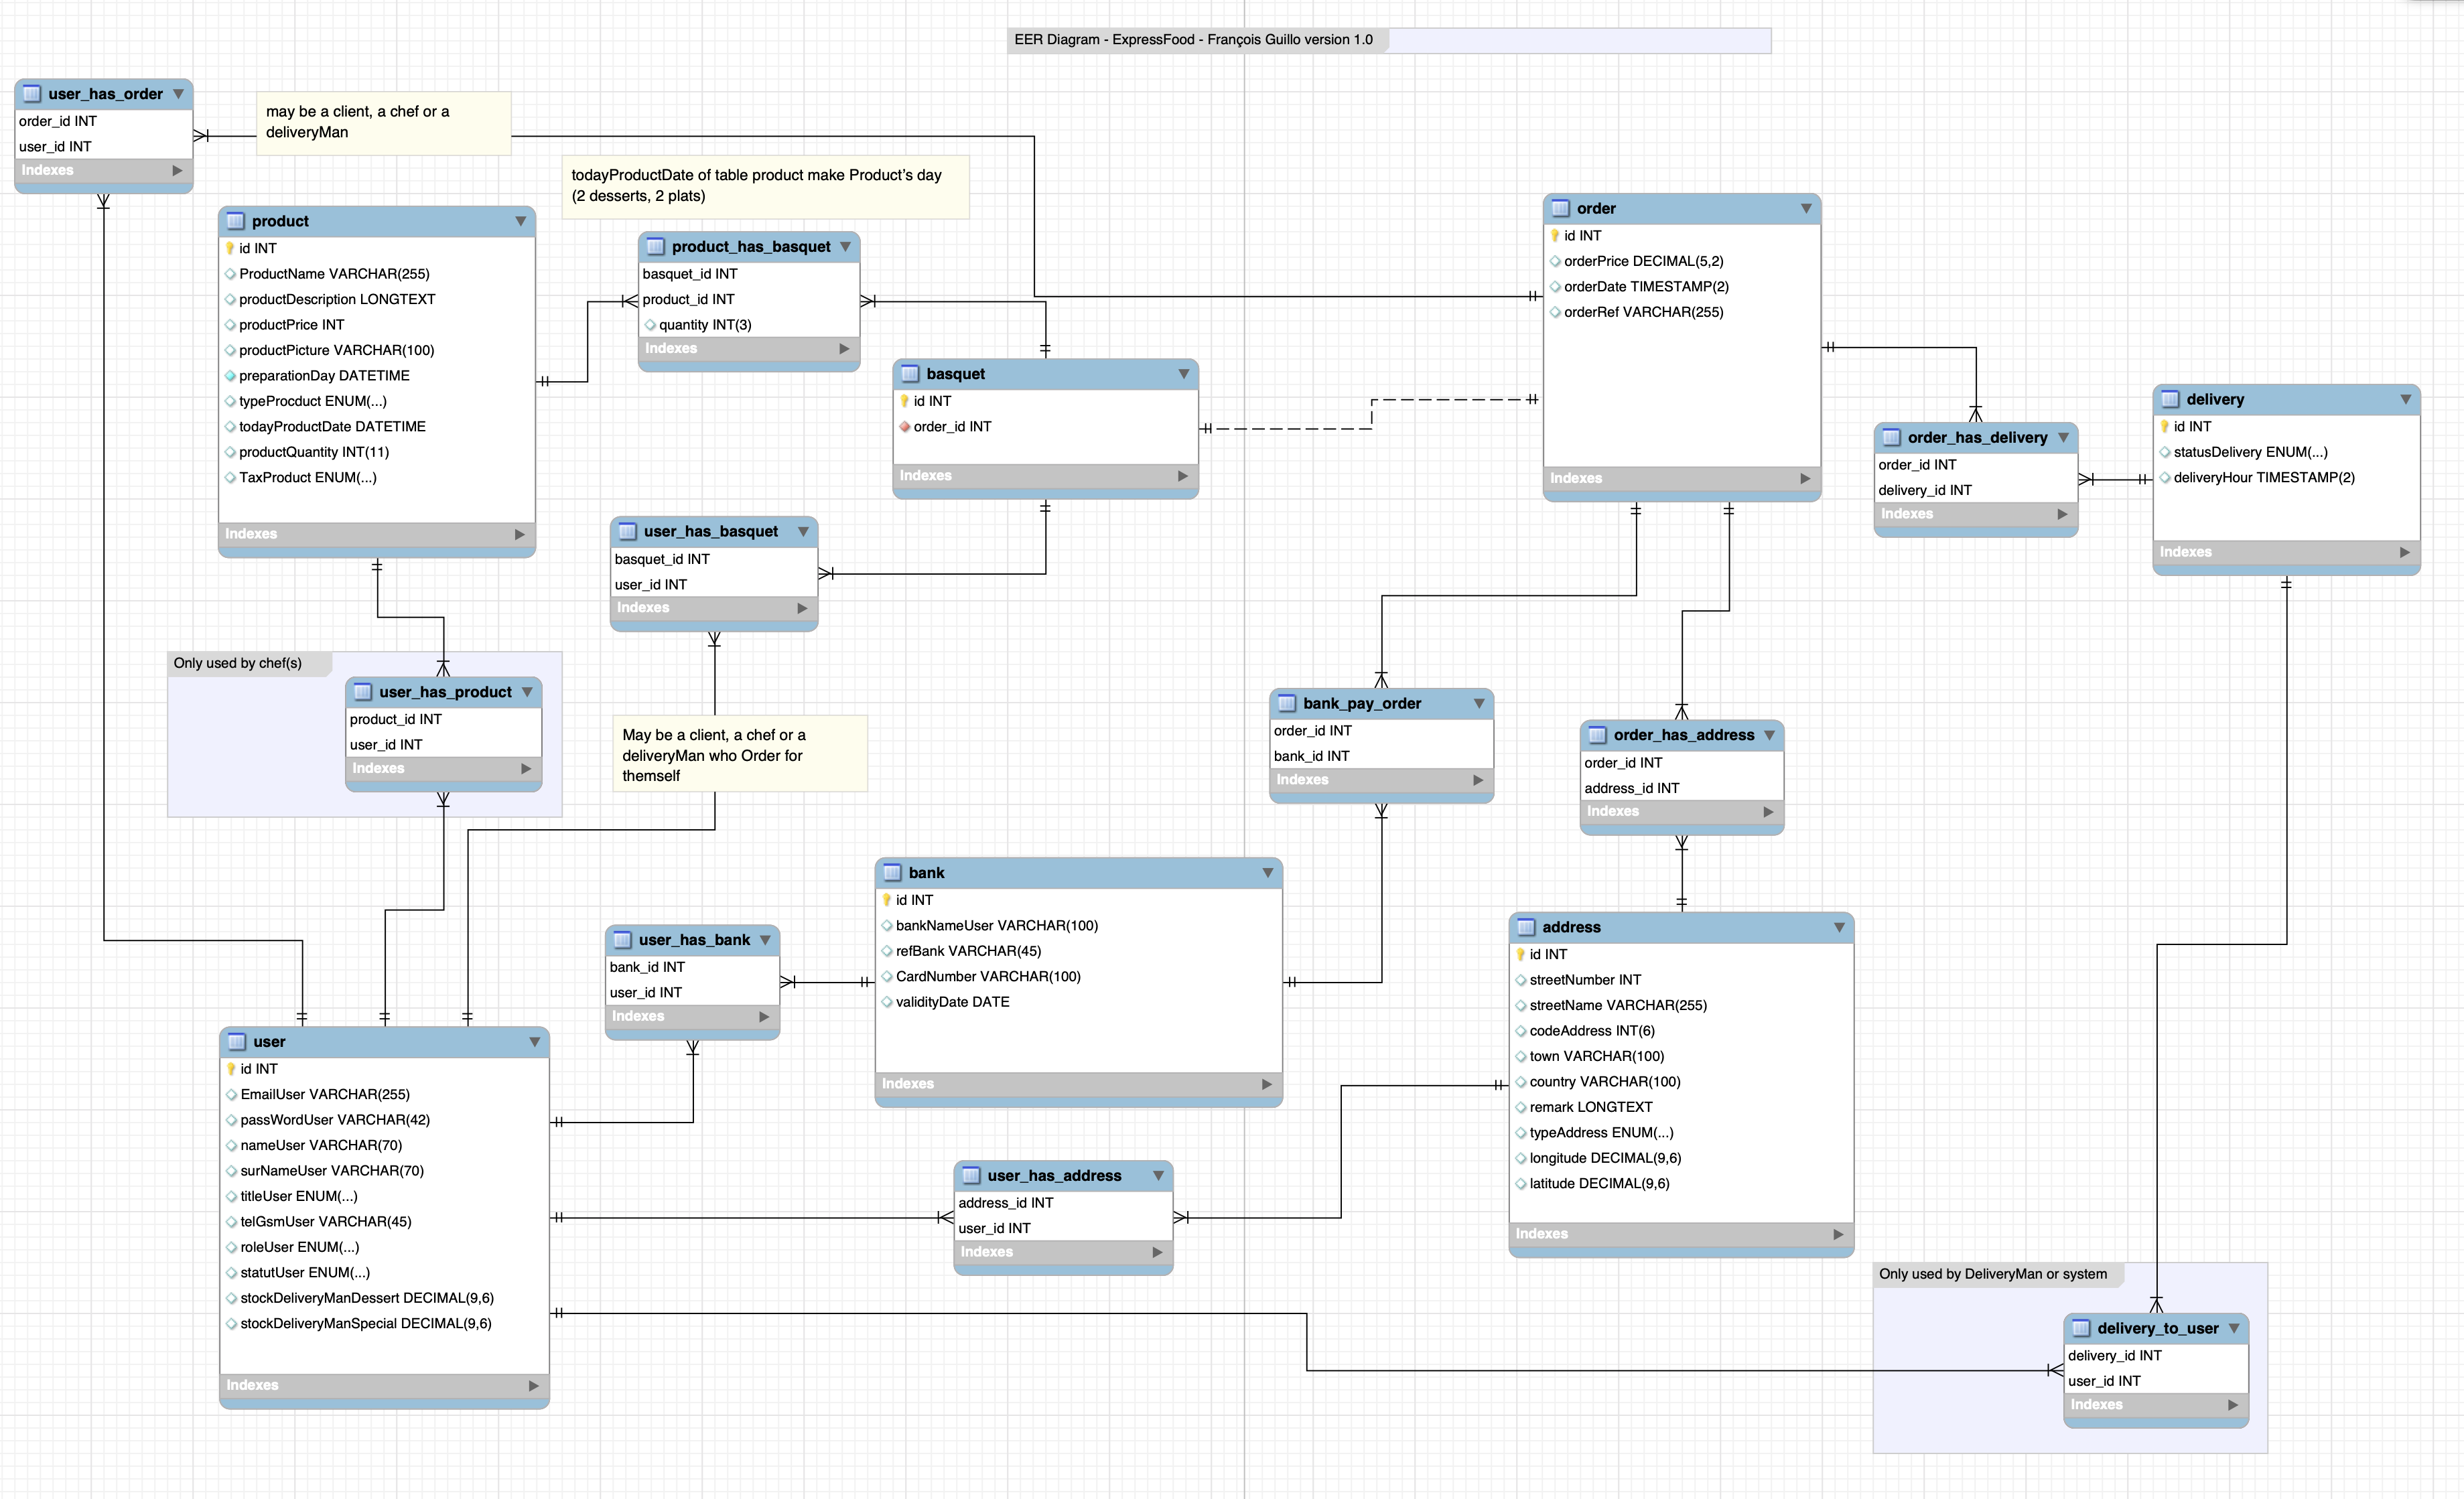 EER Diagram - ExpressFood - François Guillo version 1.0
user_has_order
order_id INT
user_id INT
Indexes
may be a client, a chef or a
deliveryMan
todayProductDate of table product make Product's day
(2 desserts, 2 plats)
product
id INT
ProductName VARCHAR(255)
productDescription LONGTEXT
productPrice INT
productPicture VARCHAR(100)
preparationDay DATETIME
typeProcduct ENUM(...)
todayProductDate DATETIME
productQuantity INT(11)
TaxProduct ENUM(...)
Indexes
product_has_basquet
basquet_id INT
product_id INT
quantity INT(3)
Indexes
basquet
id INT
order_id INT
Indexes
order
id INT
orderPrice DECIMAL(5,2)
orderDate TIMESTAMP(2)
orderRef VARCHAR(255)
Indexes
order_has_delivery
order_id INT
delivery_id INT
Indexes
delivery
id INT
statusDelivery ENUM(...)
deliveryHour TIMESTAMP(2)
Indexes
user_has_basquet
basquet_id INT
user_id INT
Indexes
Only used by chef(s)
user_has_product
product_id INT
user_id INT
Indexes
May be a client, a chef or a
deliveryMan who Order for
themself
bank_pay_order
order_id INT
bank_id INT
Indexes
order_has_address
order_id INT
address_id INT
Indexes
bank
id INT
bankNameUser VARCHAR(100)
refBank VARCHAR(45)
CardNumber VARCHAR(100)
validityDate DATE
Indexes
user_has_bank
bank_id INT
user_id INT
Indexes
address
id INT
streetNumber INT
streetName VARCHAR(255)
codeAddress INT(6)
town VARCHAR(100)
country VARCHAR(100)
remark LONGTEXT
typeAddress ENUM(...)
longitude DECIMAL(9,6)
latitude DECIMAL(9,6)
Indexes
user
id INT
EmailUser VARCHAR(255)
passWordUser VARCHAR(42)
nameUser VARCHAR(70)
surNameUser VARCHAR(70)
titleUser ENUM(...)
telGsmUser VARCHAR(45)
roleUser ENUM(...)
statutUser ENUM(...)
stockDeliveryManDessert DECIMAL(9,6)
stockDeliveryManSpecial DECIMAL(9,6)
Indexes
user_has_address
address_id INT
user_id INT
Indexes
Only used by DeliveryMan or system
delivery_to_user
delivery_id INT
user_id INT
Indexes